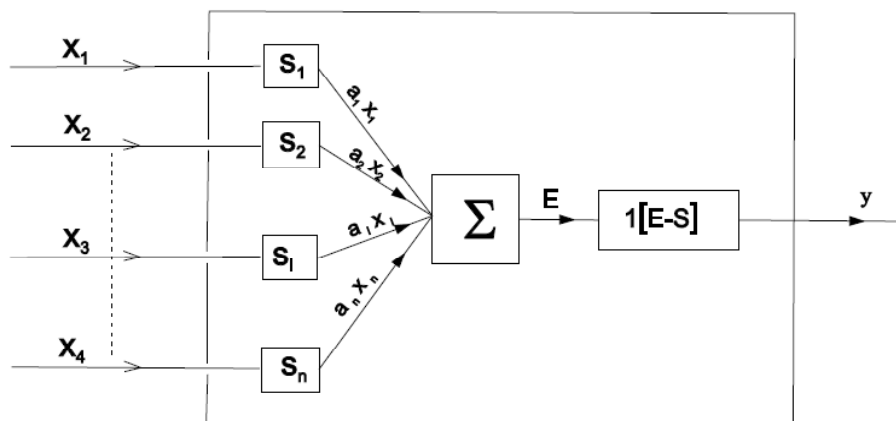 X₁ S₁ a₁x₁
X₂ S₂ a₂x₂
Σ E 1[E-S] y
X₃ Sₗ aₗxₗ
X₄ Sₙ aₙxₙ